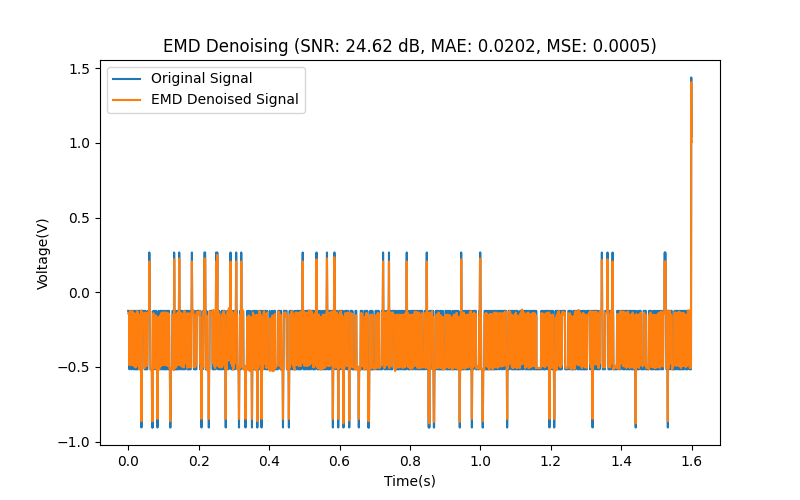 EMD Denoising (SNR: 24.62 dB, MAE: 0.0202, MSE: 0.0005)
Original Signal
EMD Denoised Signal
Voltage(V)
1.5
1.0
0.5
0.0
−0.5
−1.0
0.0 0.2 0.4 0.6 0.8 1.0 1.2 1.4 1.6
Time(s)